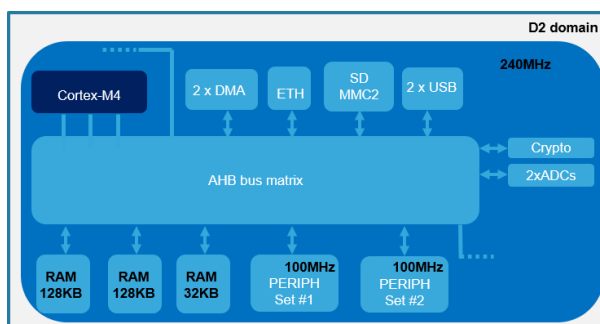 D2 domain
240MHz
Cortex-M4
2 x DMA
ETH
SD
MMC2
2 x USB
AHB bus matrix
Crypto
2xADCs
RAM
128KB
RAM
128KB
RAM
32KB
100MHz
PERIPH
Set #1
100MHz
PERIPH
Set #2